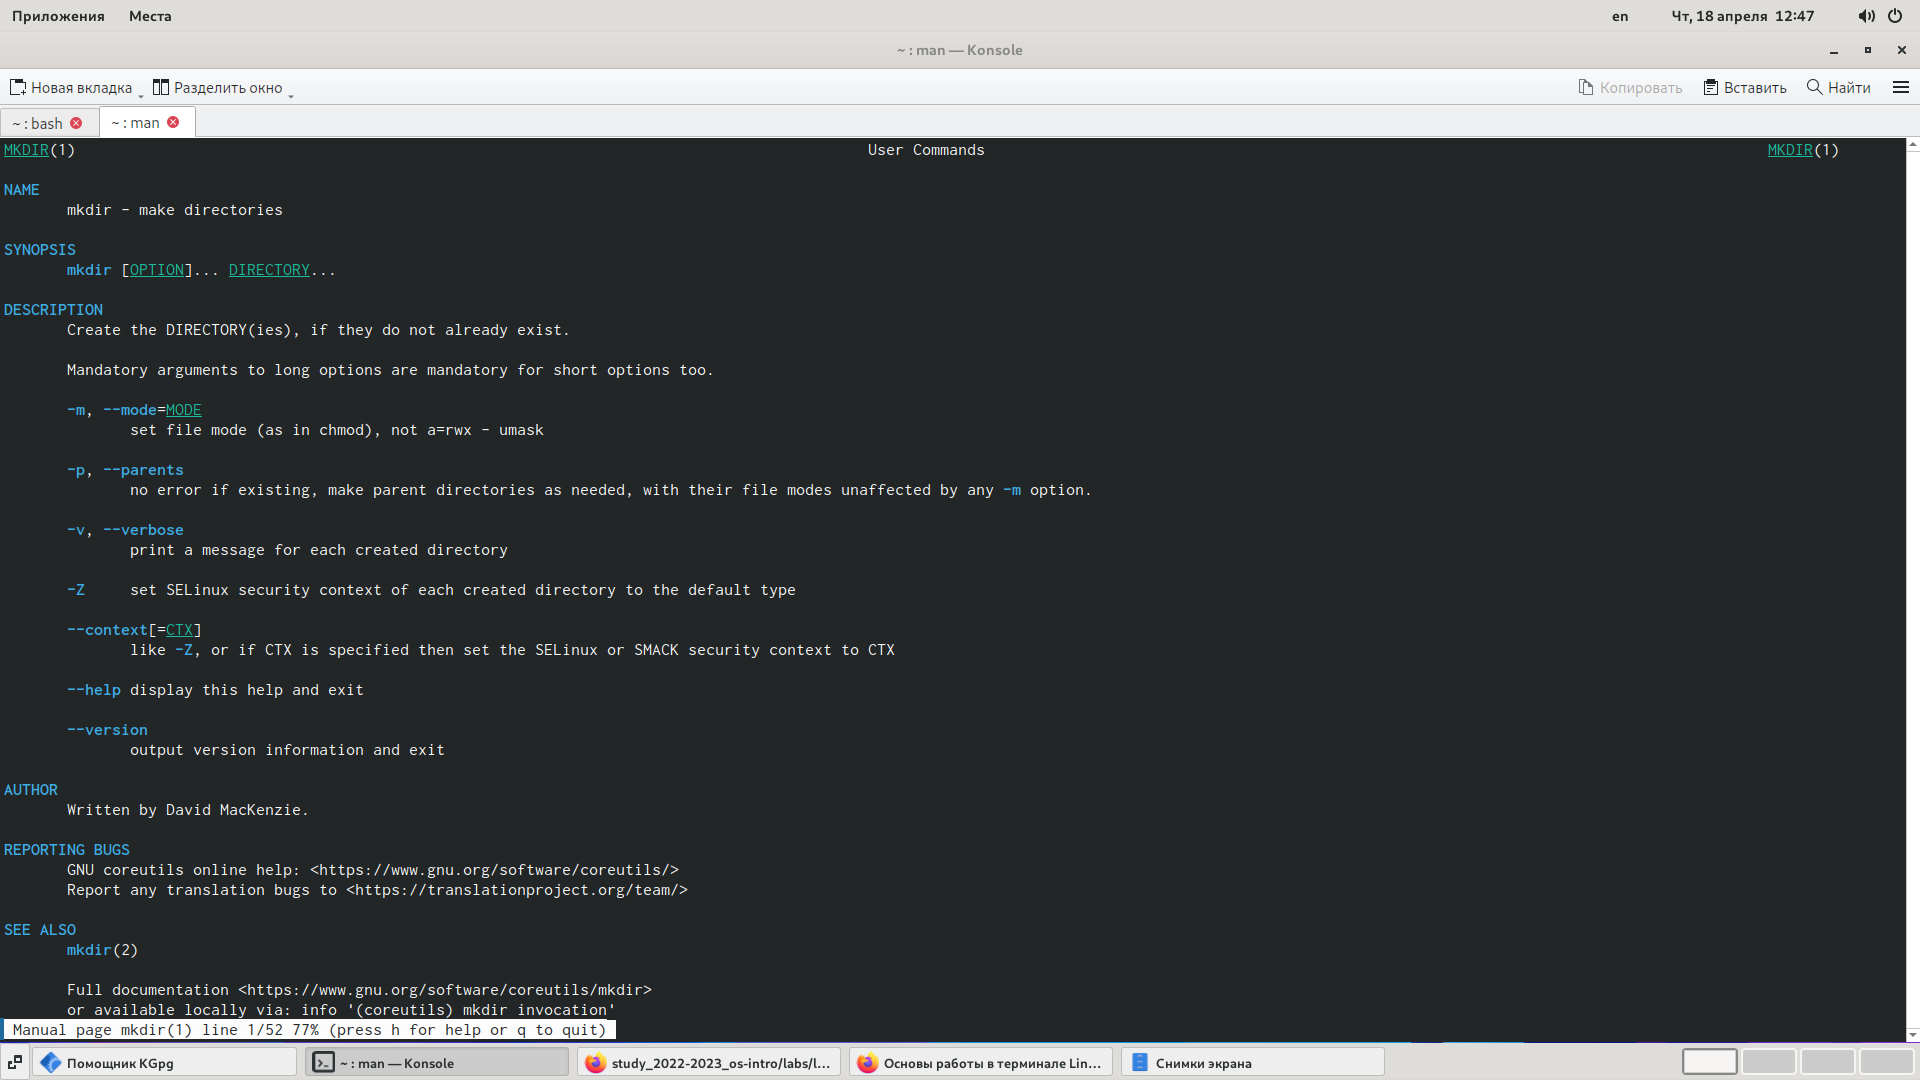 Приложения Места en Чт, 18 апреля 12:47
~ : man — Konsole
Новая вкладка Разделить окно Копировать Вставить Найти
~ : bash ~ : man
MKDIR(1) User Commands MKDIR(1)
NAME
mkdir - make directories
SYNOPSIS
mkdir [OPTION]... DIRECTORY...
DESCRIPTION
Create the DIRECTORY(ies), if they do not already exist.
Mandatory arguments to long options are mandatory for short options too.
-m, --mode=MODE
set file mode (as in chmod), not a=rwx - umask
-p, --parents
no error if existing, make parent directories as needed, with their file modes unaffected by any -m option.
-v, --verbose
print a message for each created directory
-Z set SELinux security context of each created directory to the default type
--context[=CTX]
like -Z, or if CTX is specified then set the SELinux or SMACK security context to CTX
--help display this help and exit
--version
output version information and exit
AUTHOR
Written by David MacKenzie.
REPORTING BUGS
GNU coreutils online help: <https://www.gnu.org/software/coreutils/>
Report any translation bugs to <https://translationproject.org/team/>
SEE ALSO
mkdir(2)
Full documentation <https://www.gnu.org/software/coreutils/mkdir>
or available locally via: info '(coreutils) mkdir invocation'
Manual page mkdir(1) line 1/52 77% (press h for help or q to quit)
Помощник KGpg ~ : man — Konsole study_2022-2023_os-intro/labs/l... Основы работы в терминале Lin... Снимки экрана